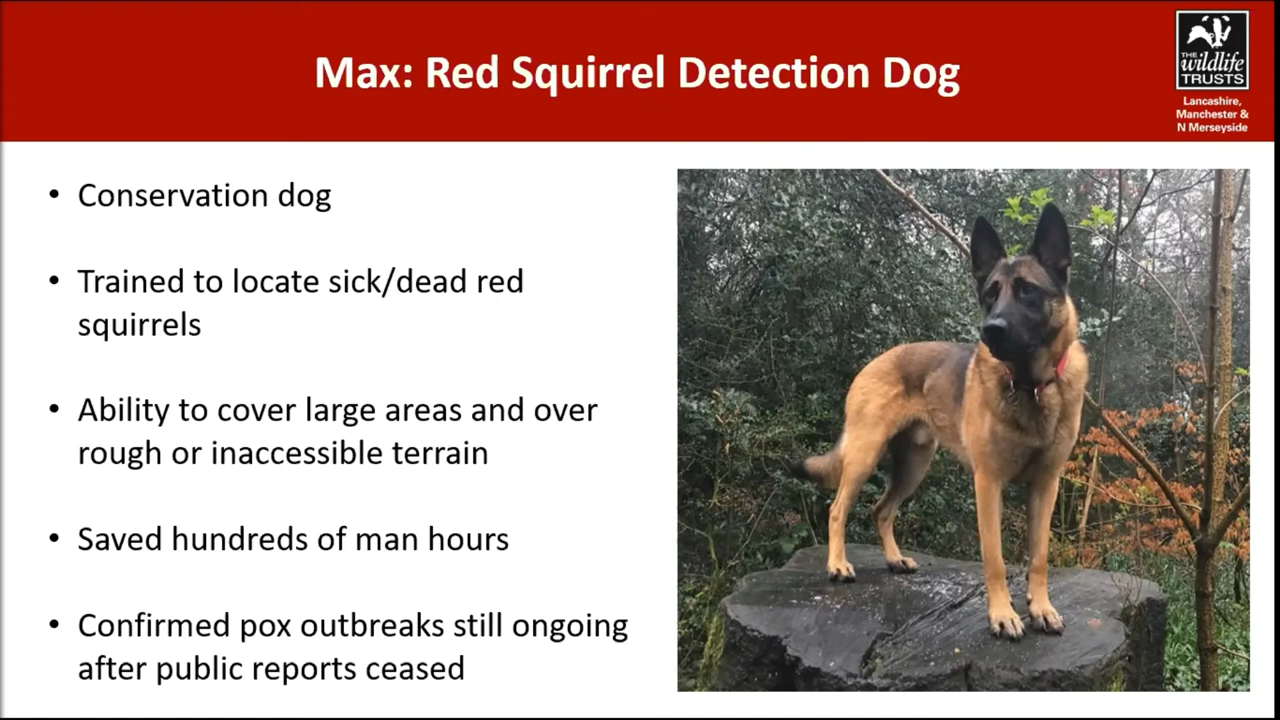 Max: Red Squirrel Detection Dog
THE
wildlife
TRUSTS
Lancashire,
Manchester &
N Merseyside
• Conservation dog
• Trained to locate sick/dead red
squirrels
• Ability to cover large areas and over
rough or inaccessible terrain
• Saved hundreds of man hours
• Confirmed pox outbreaks still ongoing
after public reports ceased